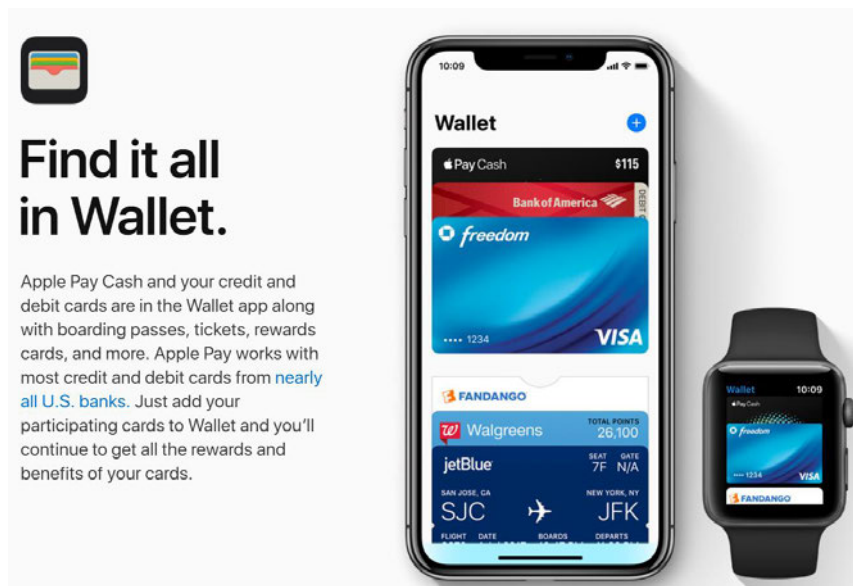 Find it all
in Wallet.
Apple Pay Cash and your credit and
debit cards are in the Wallet app along
with boarding passes, tickets, rewards
cards, and more. Apple Pay works with
most credit and debit cards from nearly
all U.S. banks. Just add your
participating cards to Wallet and you’ll
continue to get all the rewards and
benefits of your cards.
10:09
Wallet
Pay Cash $115
Bank of America
DEBIT
freedom
•••• 1234 VISA
FANDANGO
Walgreens
TOTAL POINTS
26,100
jetBlue
SEAT GATE
7F N/A
SAN JOSE, CA NEW YORK, NY
SJC JFK
FLIGHT DATE BOARDS DEPARTS
Wallet 10:09
Pay Cash
freedom
•••• 1234 VISA
FANDANGO